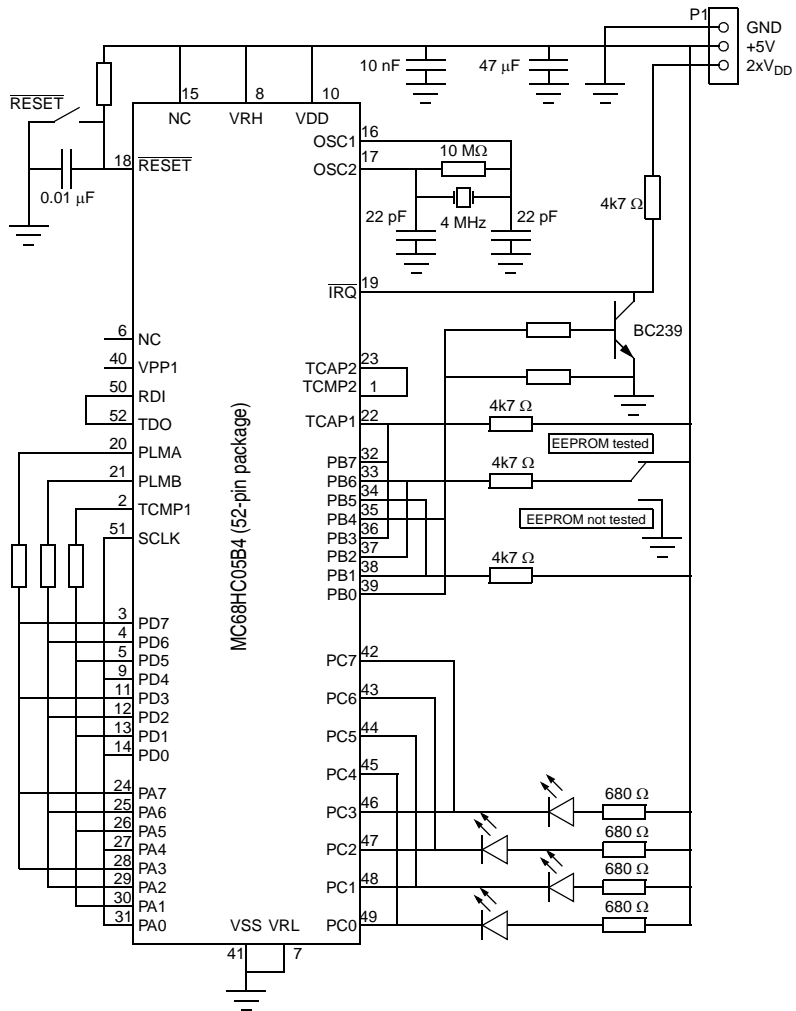 P1
GND
+5V
2xVDD
10 nF
47 µF
15
8
10
NC
VRH
VDD
RESET
18
RESET
0.01 µF
OSC1
16
OSC2
17
10 MΩ
22 pF
4 MHz
22 pF
4k7 Ω
IRQ
19
BC239
6
NC
40
VPP1
50
RDI
52
TDO
20
PLMA
21
PLMB
2
TCMP1
51
SCLK
TCAP2
23
TCMP2
1
TCAP1
22
4k7 Ω
EEPROM tested
PB7
32
PB6
33
4k7 Ω
PB5
34
PB4
35
EEPROM not tested
PB3
36
PB2
37
PB1
38
4k7 Ω
PB0
39
MC68HC05B4 (52-pin package)
3
PD7
4
PD6
5
PD5
9
PD4
11
PD3
12
PD2
13
PD1
14
PD0
PC7
42
PC6
43
PC5
44
PC4
45
PC3
46
680 Ω
PC2
47
680 Ω
PC1
48
680 Ω
PC0
49
680 Ω
24
PA7
25
PA6
26
PA5
27
PA4
28
PA3
29
PA2
30
PA1
31
PA0
VSS
VRL
41
7